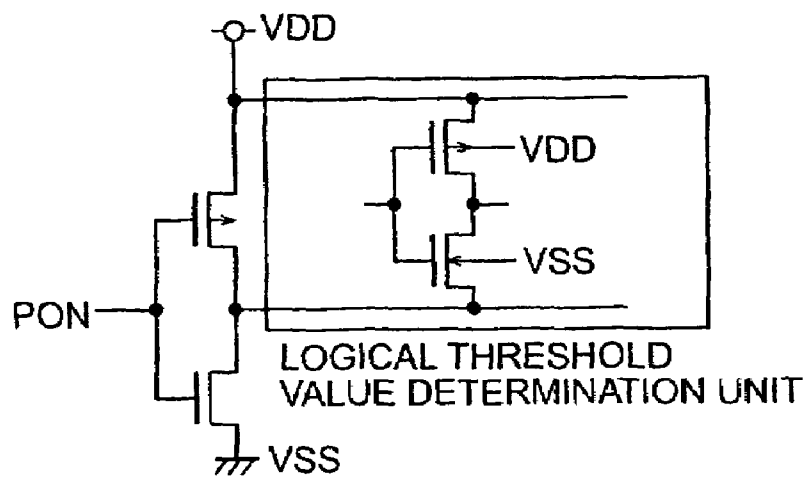 VDD
VDD
VSS
PON
LOGICAL THRESHOLD
VALUE DETERMINATION UNIT
VSS